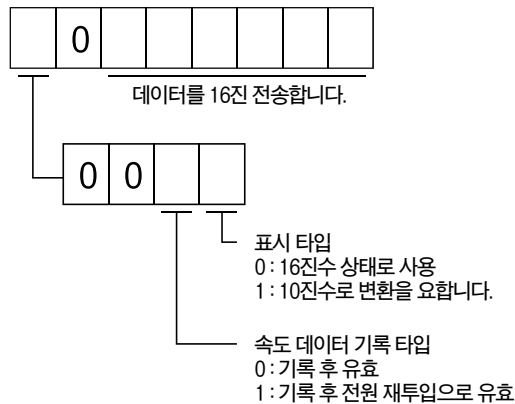 0
데이터를 16진 전송합니다.
0 0
표시 타입
0 : 16진수 상태로 사용
1 : 10진수로 변환을 요합니다.
속도 데이터 기록 타입
0 : 기록 후 유효
1 : 기록 후 전원 재투입으로 유효